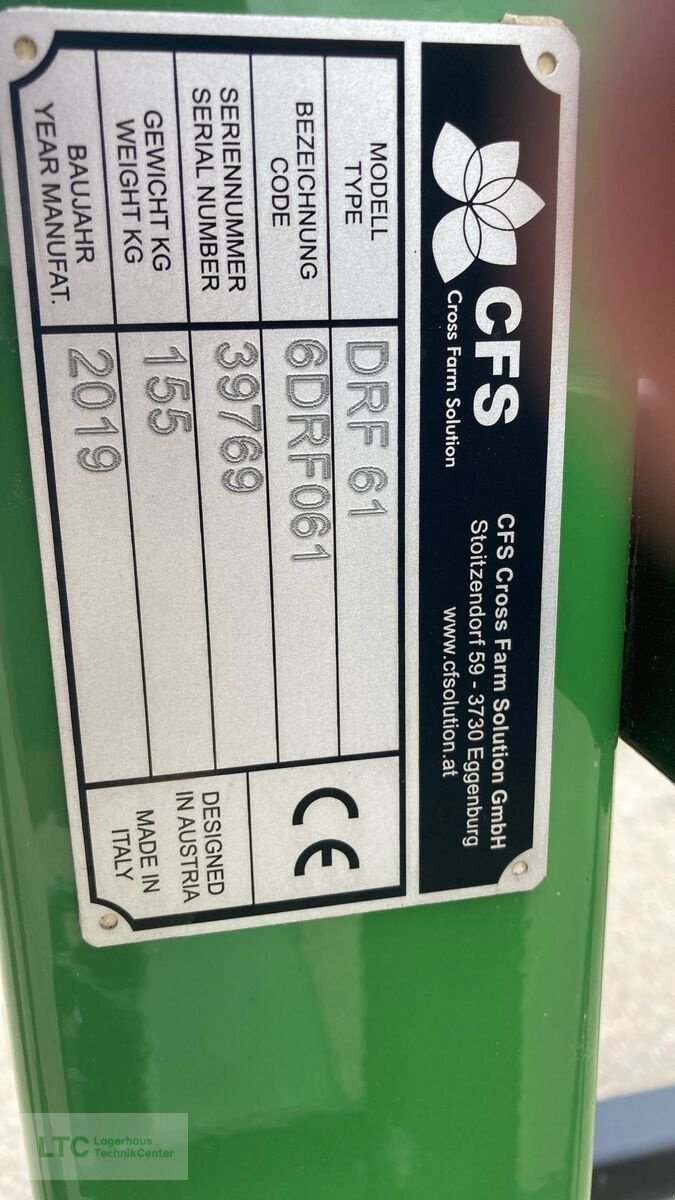 CFS
Cross Farm Solution
CFS Cross Farm Solution GmbH
Stoitzendorf 59 - 3730 Eggenburg
www.cfsolution.at
MODELL
TYPE
DRF 61
BEZEICHNUNG
CODE
6DRF061
SERIENNUMMER
SERIAL NUMBER
39769
GEWICHT KG
WEIGHT KG
155
BAUJAHR
YEAR MANUFAT.
2019
CE
DESIGNED
IN AUSTRIA
MADE IN
ITALY
LTC Lagerhaus
TechnikCenter